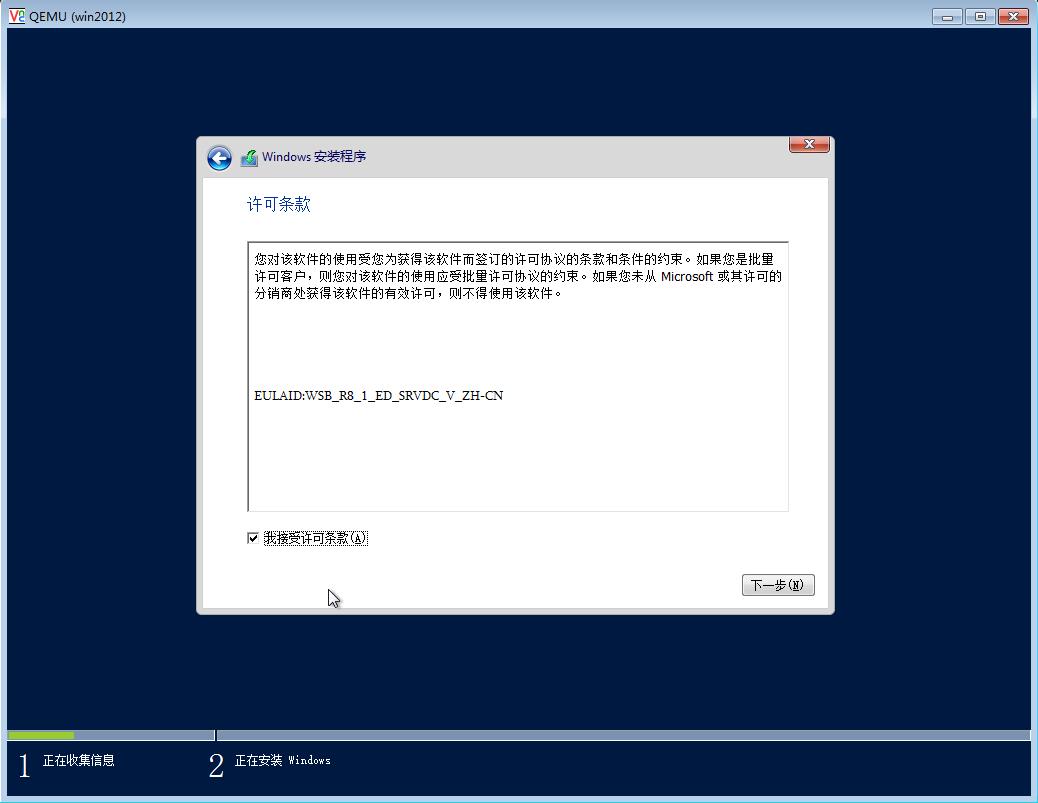 QEMU (win2012)
Windows 安装程序
许可条款
您对该软件的使用受您为获得该软件而签订的许可协议的条款和条件的约束。如果您是批量
许可客户，则您对该软件的使用应受批量许可协议的约束。如果您未从 Microsoft 或其许可的
分销商处获得该软件的有效许可，则不得使用该软件。
EULAID:WSB_R8_1_ED_SRVDC_V_ZH-CN
我接受许可条款(A)
下一步(N)
1 正在收集信息
2 正在安装 Windows